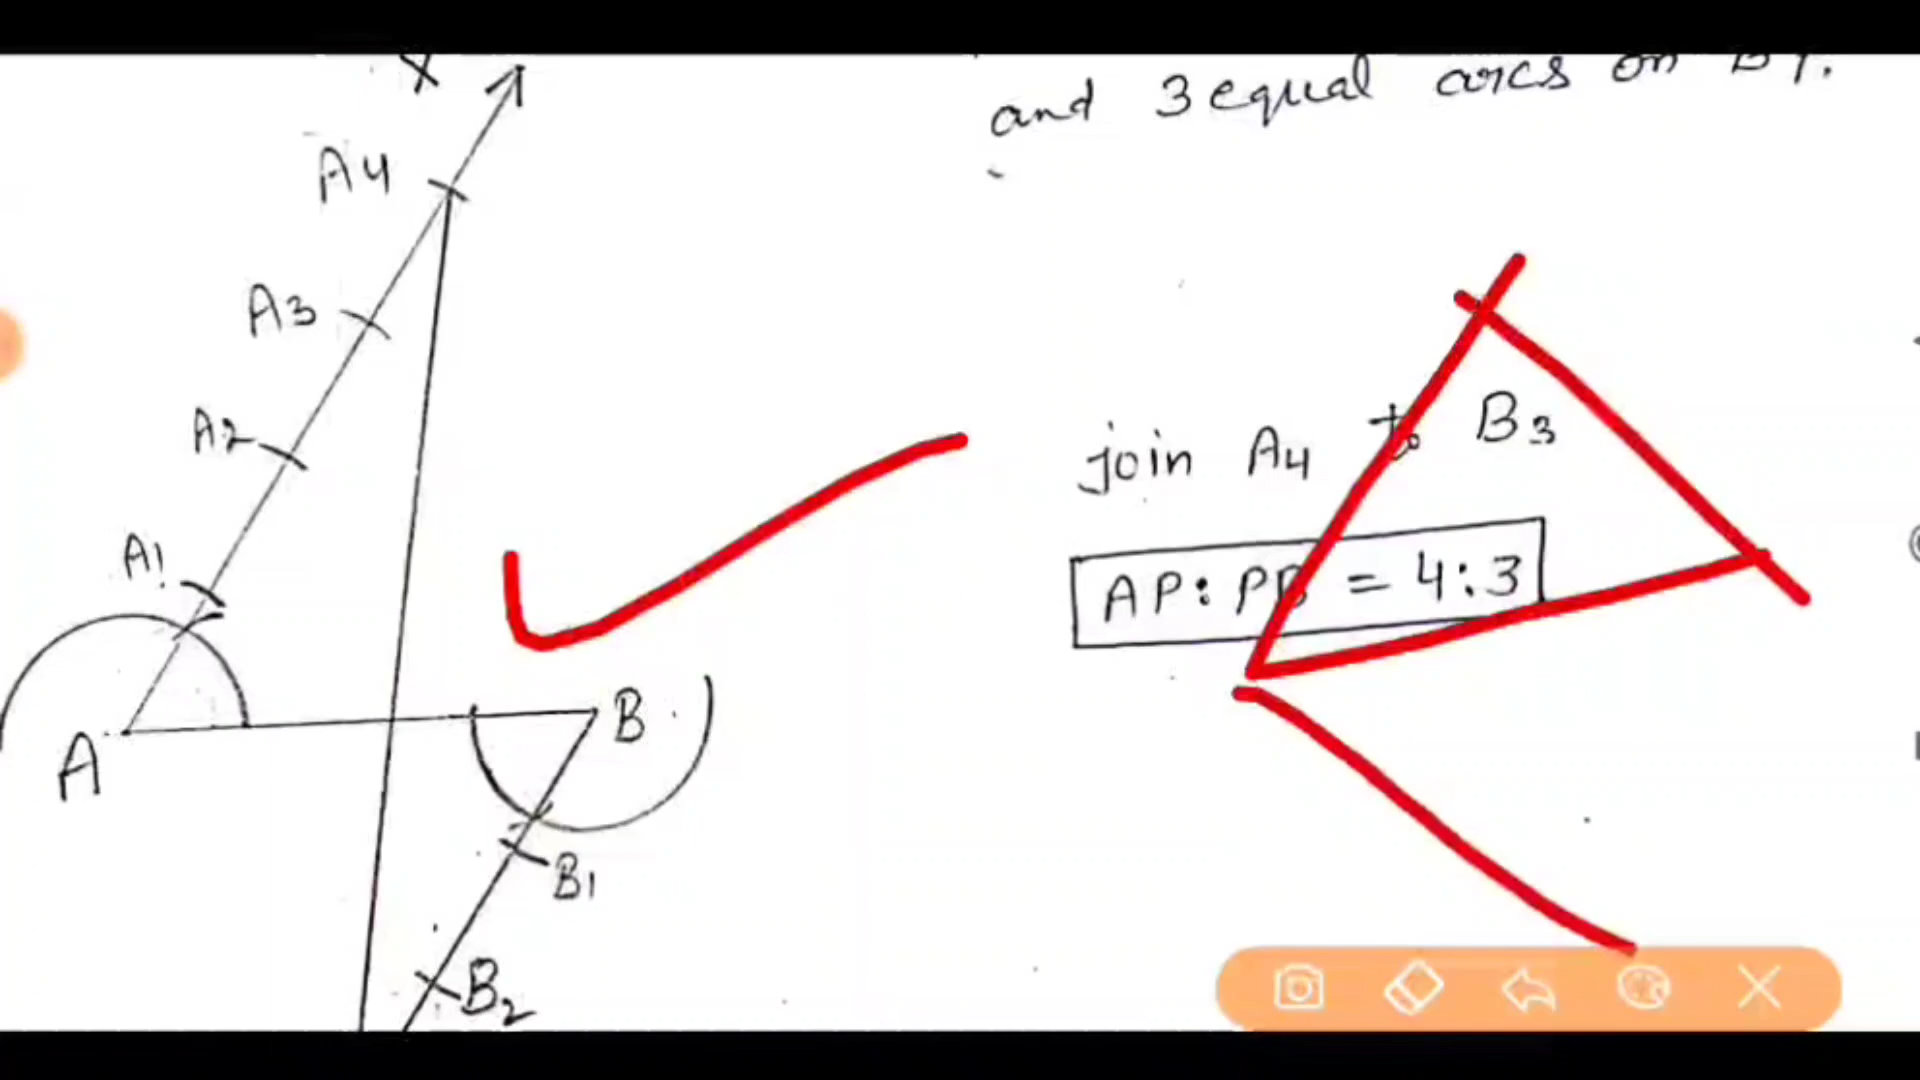 X
and 3 equal arcs on BY.
A4
A3
A2
join A4 to B3
A1
AP:PB = 4:3
B
A
B1
B2